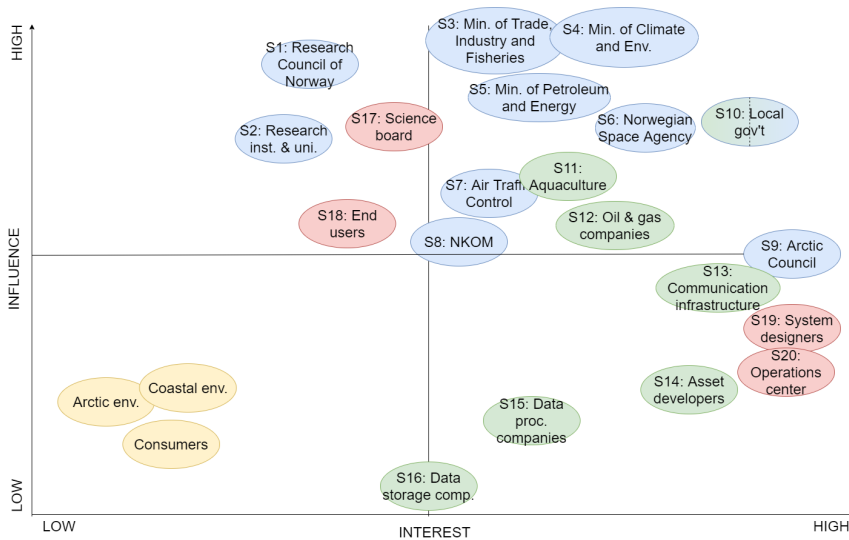 HIGH
S1: Research
Council of
Norway
S3: Min. of Trade,
Industry and
Fisheries
S4: Min. of Climate
and Env.
S5: Min. of Petroleum
and Energy
S2: Research
inst. & uni.
S17: Science
board
S6: Norwegian
Space Agency
S10: Local
gov't
S7: Air Traffic
Control
S11:
Aquaculture
S18: End
users
S12: Oil & gas
companies
S8: NKOM
S9: Arctic
Council
INFLUENCE
S13:
Communication
infrastructure
S19: System
designers
S20:
Operations
center
S14: Asset
developers
Coastal env.
Arctic env.
Consumers
S15: Data
proc.
companies
S16: Data
storage comp.
LOW
LOW
INTEREST
HIGH